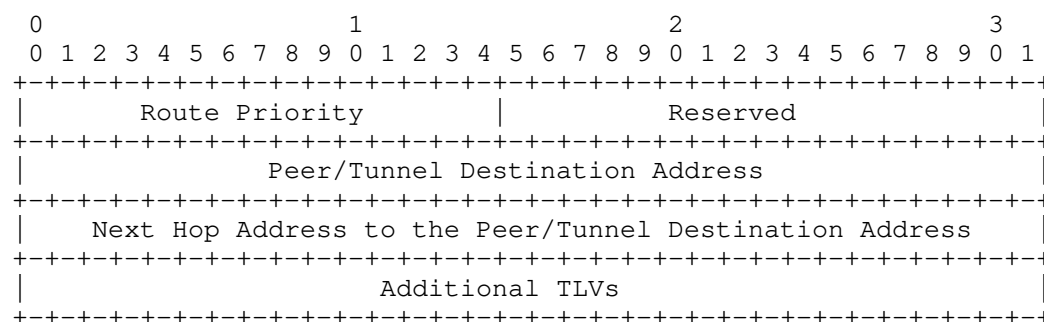 0                   1                   2                   3
 0 1 2 3 4 5 6 7 8 9 0 1 2 3 4 5 6 7 8 9 0 1 2 3 4 5 6 7 8 9 0 1
+-+-+-+-+-+-+-+-+-+-+-+-+-+-+-+-+-+-+-+-+-+-+-+-+-+-+-+-+-+-+-+-+
|       Route Priority        |          Reserved               |
+-+-+-+-+-+-+-+-+-+-+-+-+-+-+-+-+-+-+-+-+-+-+-+-+-+-+-+-+-+-+-+-+
|               Peer/Tunnel Destination Address                 |
+-+-+-+-+-+-+-+-+-+-+-+-+-+-+-+-+-+-+-+-+-+-+-+-+-+-+-+-+-+-+-+-+
|    Next Hop Address to the Peer/Tunnel Destination Address    |
+-+-+-+-+-+-+-+-+-+-+-+-+-+-+-+-+-+-+-+-+-+-+-+-+-+-+-+-+-+-+-+-+
|                      Additional TLVs                          |
+-+-+-+-+-+-+-+-+-+-+-+-+-+-+-+-+-+-+-+-+-+-+-+-+-+-+-+-+-+-+-+-+